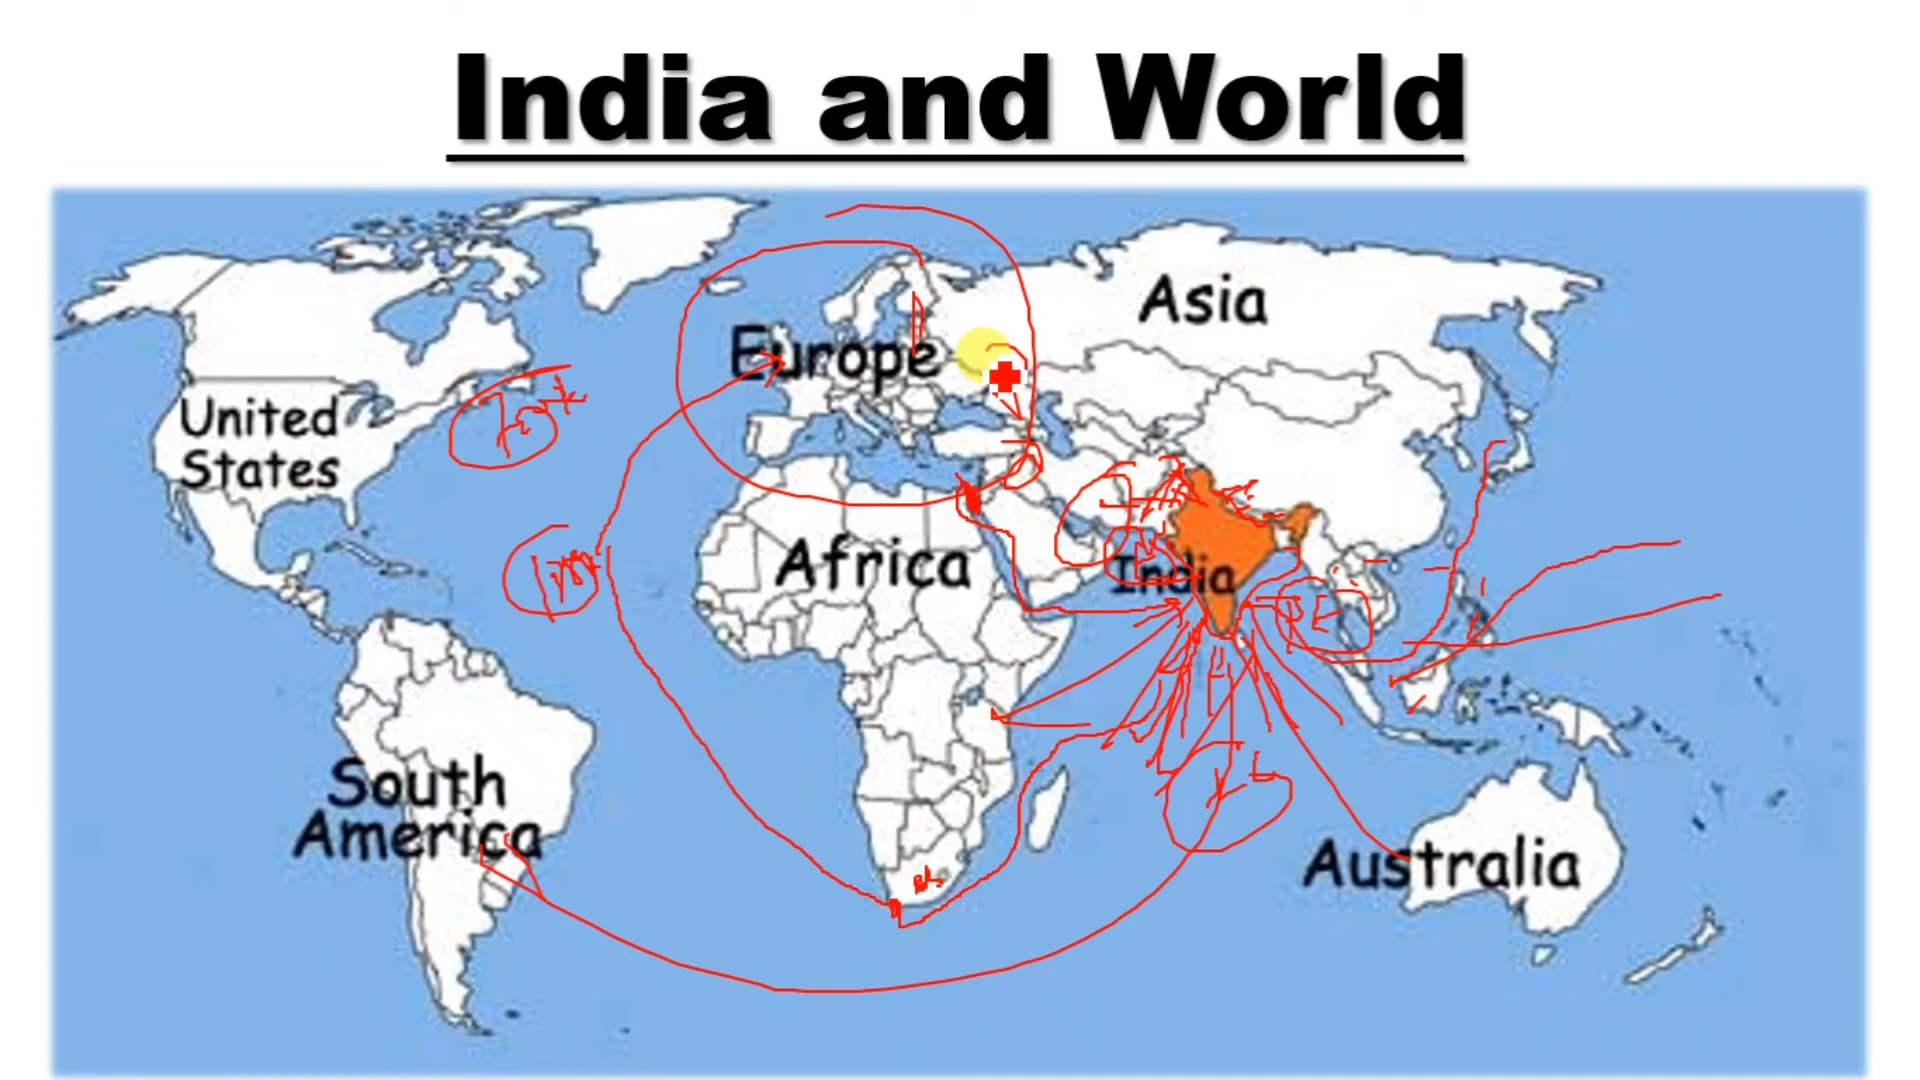 India and World
Asia
Europe
United
States
Africa
India
South
America
Australia